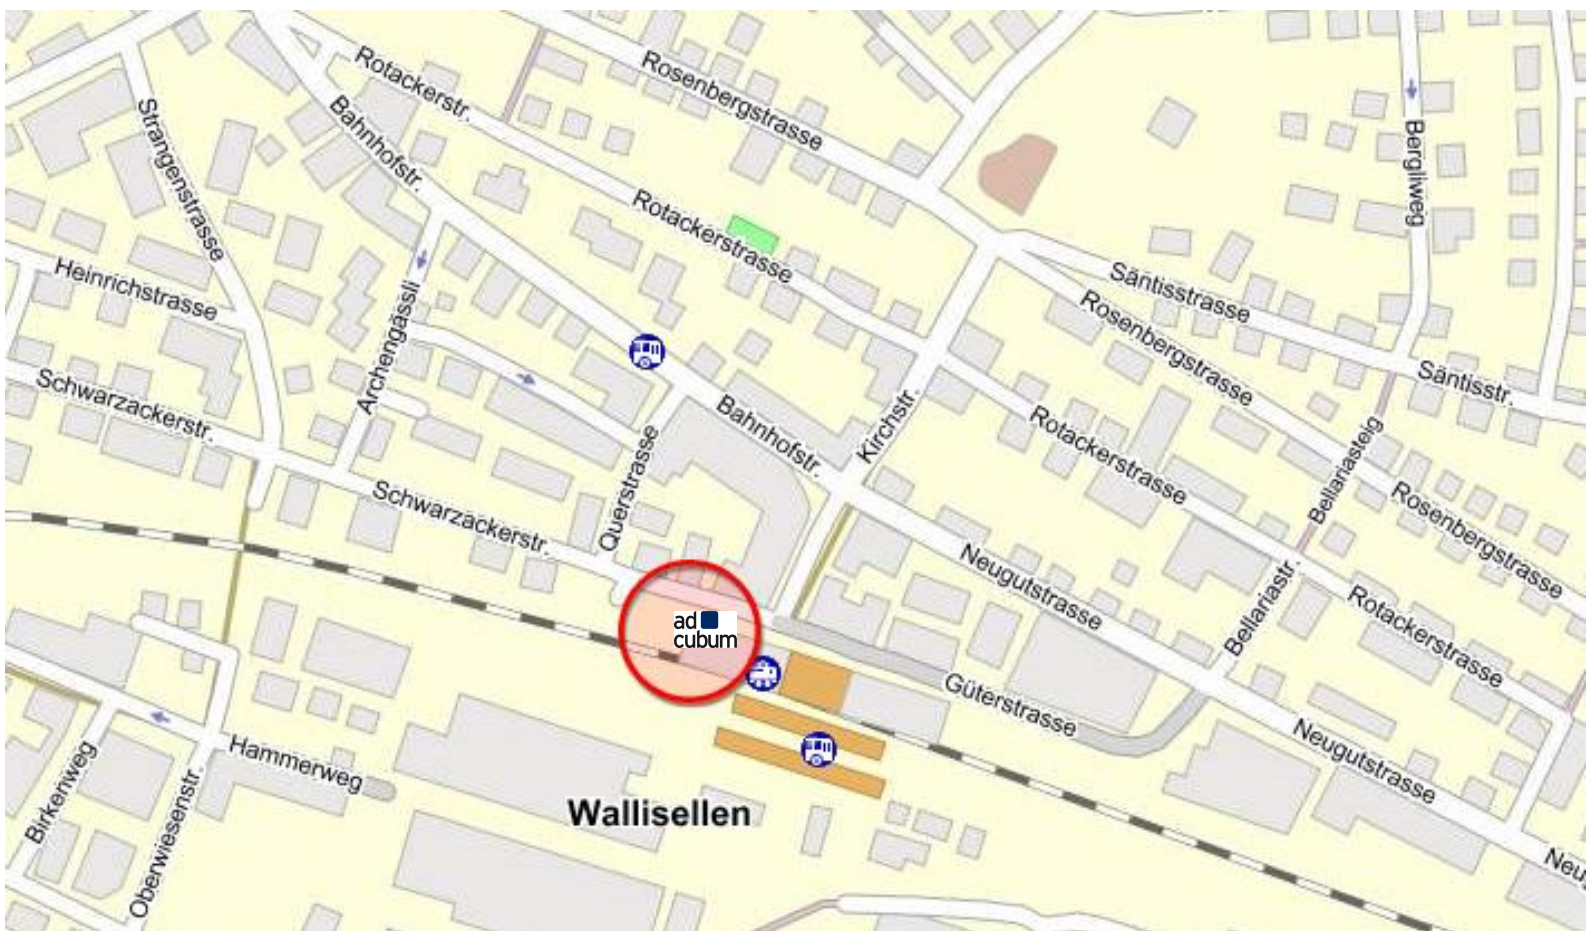 Rotackerstr.
Rosenbergstrasse
Bahnhofstr.
Strangenstrasse
Bergliweg
Rotackerstrasse
Heinrichstrasse
Säntisstrasse
Archengässli
Rosenbergstrasse
Säntisstr.
Schwarzackerstr.
Bahnhofstr.
Kirchstr.
Rotackerstrasse
Bellariasteig
Querstrasse
Rosenbergstrasse
Schwarzackerstr.
Neugutstrasse
Bellariastr.
Rotackerstrasse
ad
cubum
Güterstrasse
Neugutstrasse
Hammerweg
Birkenweg
Oberwiesenstr.
Wallisellen
Neu